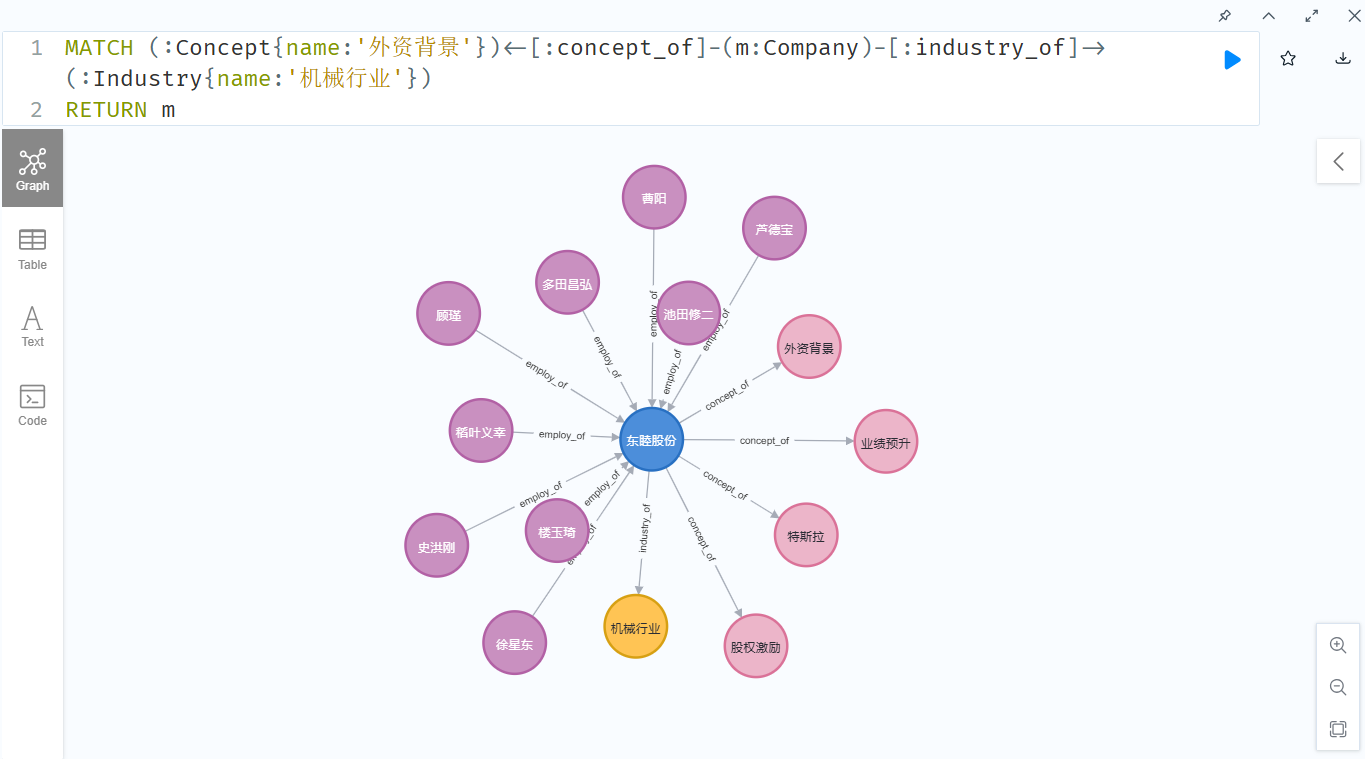 1 MATCH (:Concept{name:'外资背景'})<-[:concept_of]-(m:Company)-[:industry_of]->
(:Industry{name:'机械行业'})
2 RETURN m
Graph
Table
Text
Code
曹阳
芦德宝
多田昌弘
池田修二
顾瑾
外资背景
稻叶义幸
东睦股份
业绩预升
史洪刚
楼玉琦
特斯拉
徐星东
机械行业
股权激励
employ_of
employ_of
employ_of
employ_of
employ_of
employ_of
employ_of
employ_of
concept_of
concept_of
concept_of
concept_of
industry_of